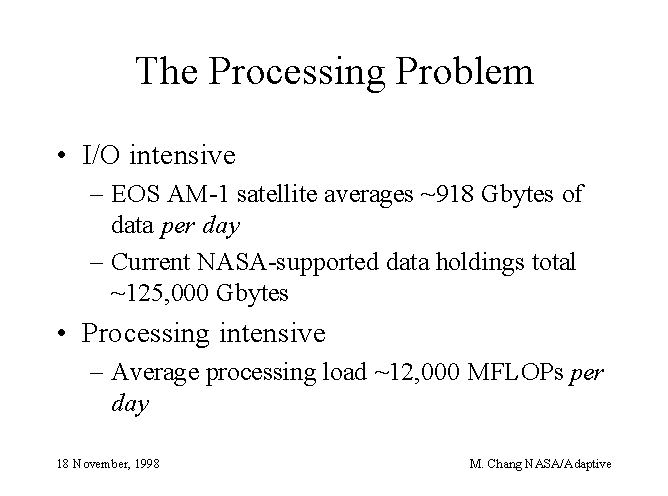 The Processing Problem
• I/O intensive
– EOS AM-1 satellite averages ~918 Gbytes of
data per day
– Current NASA-supported data holdings total
~125,000 Gbytes
• Processing intensive
– Average processing load ~12,000 MFLOPs per
day
18 November, 1998
M. Chang NASA/Adaptive